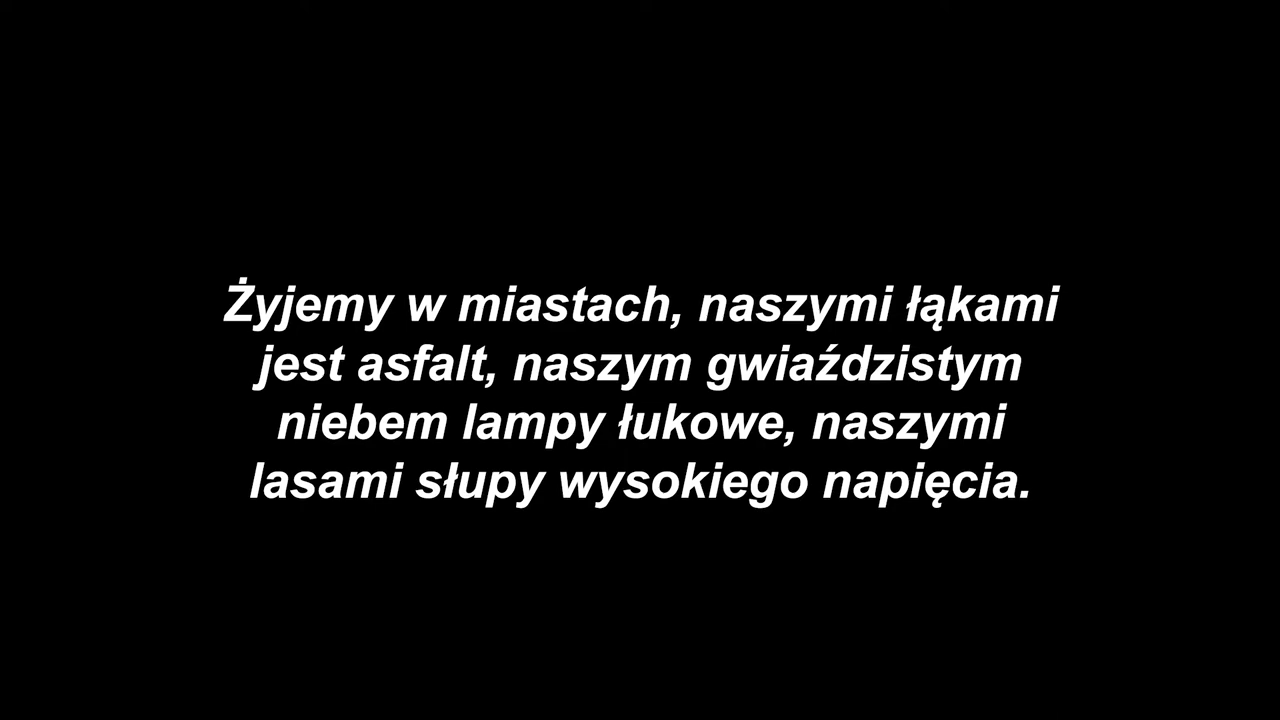 Żyjemy w miastach, naszymi łąkami
jest asfalt, naszym gwiaździstym
niebem lampy łukowe, naszymi
lasami słupy wysokiego napięcia.